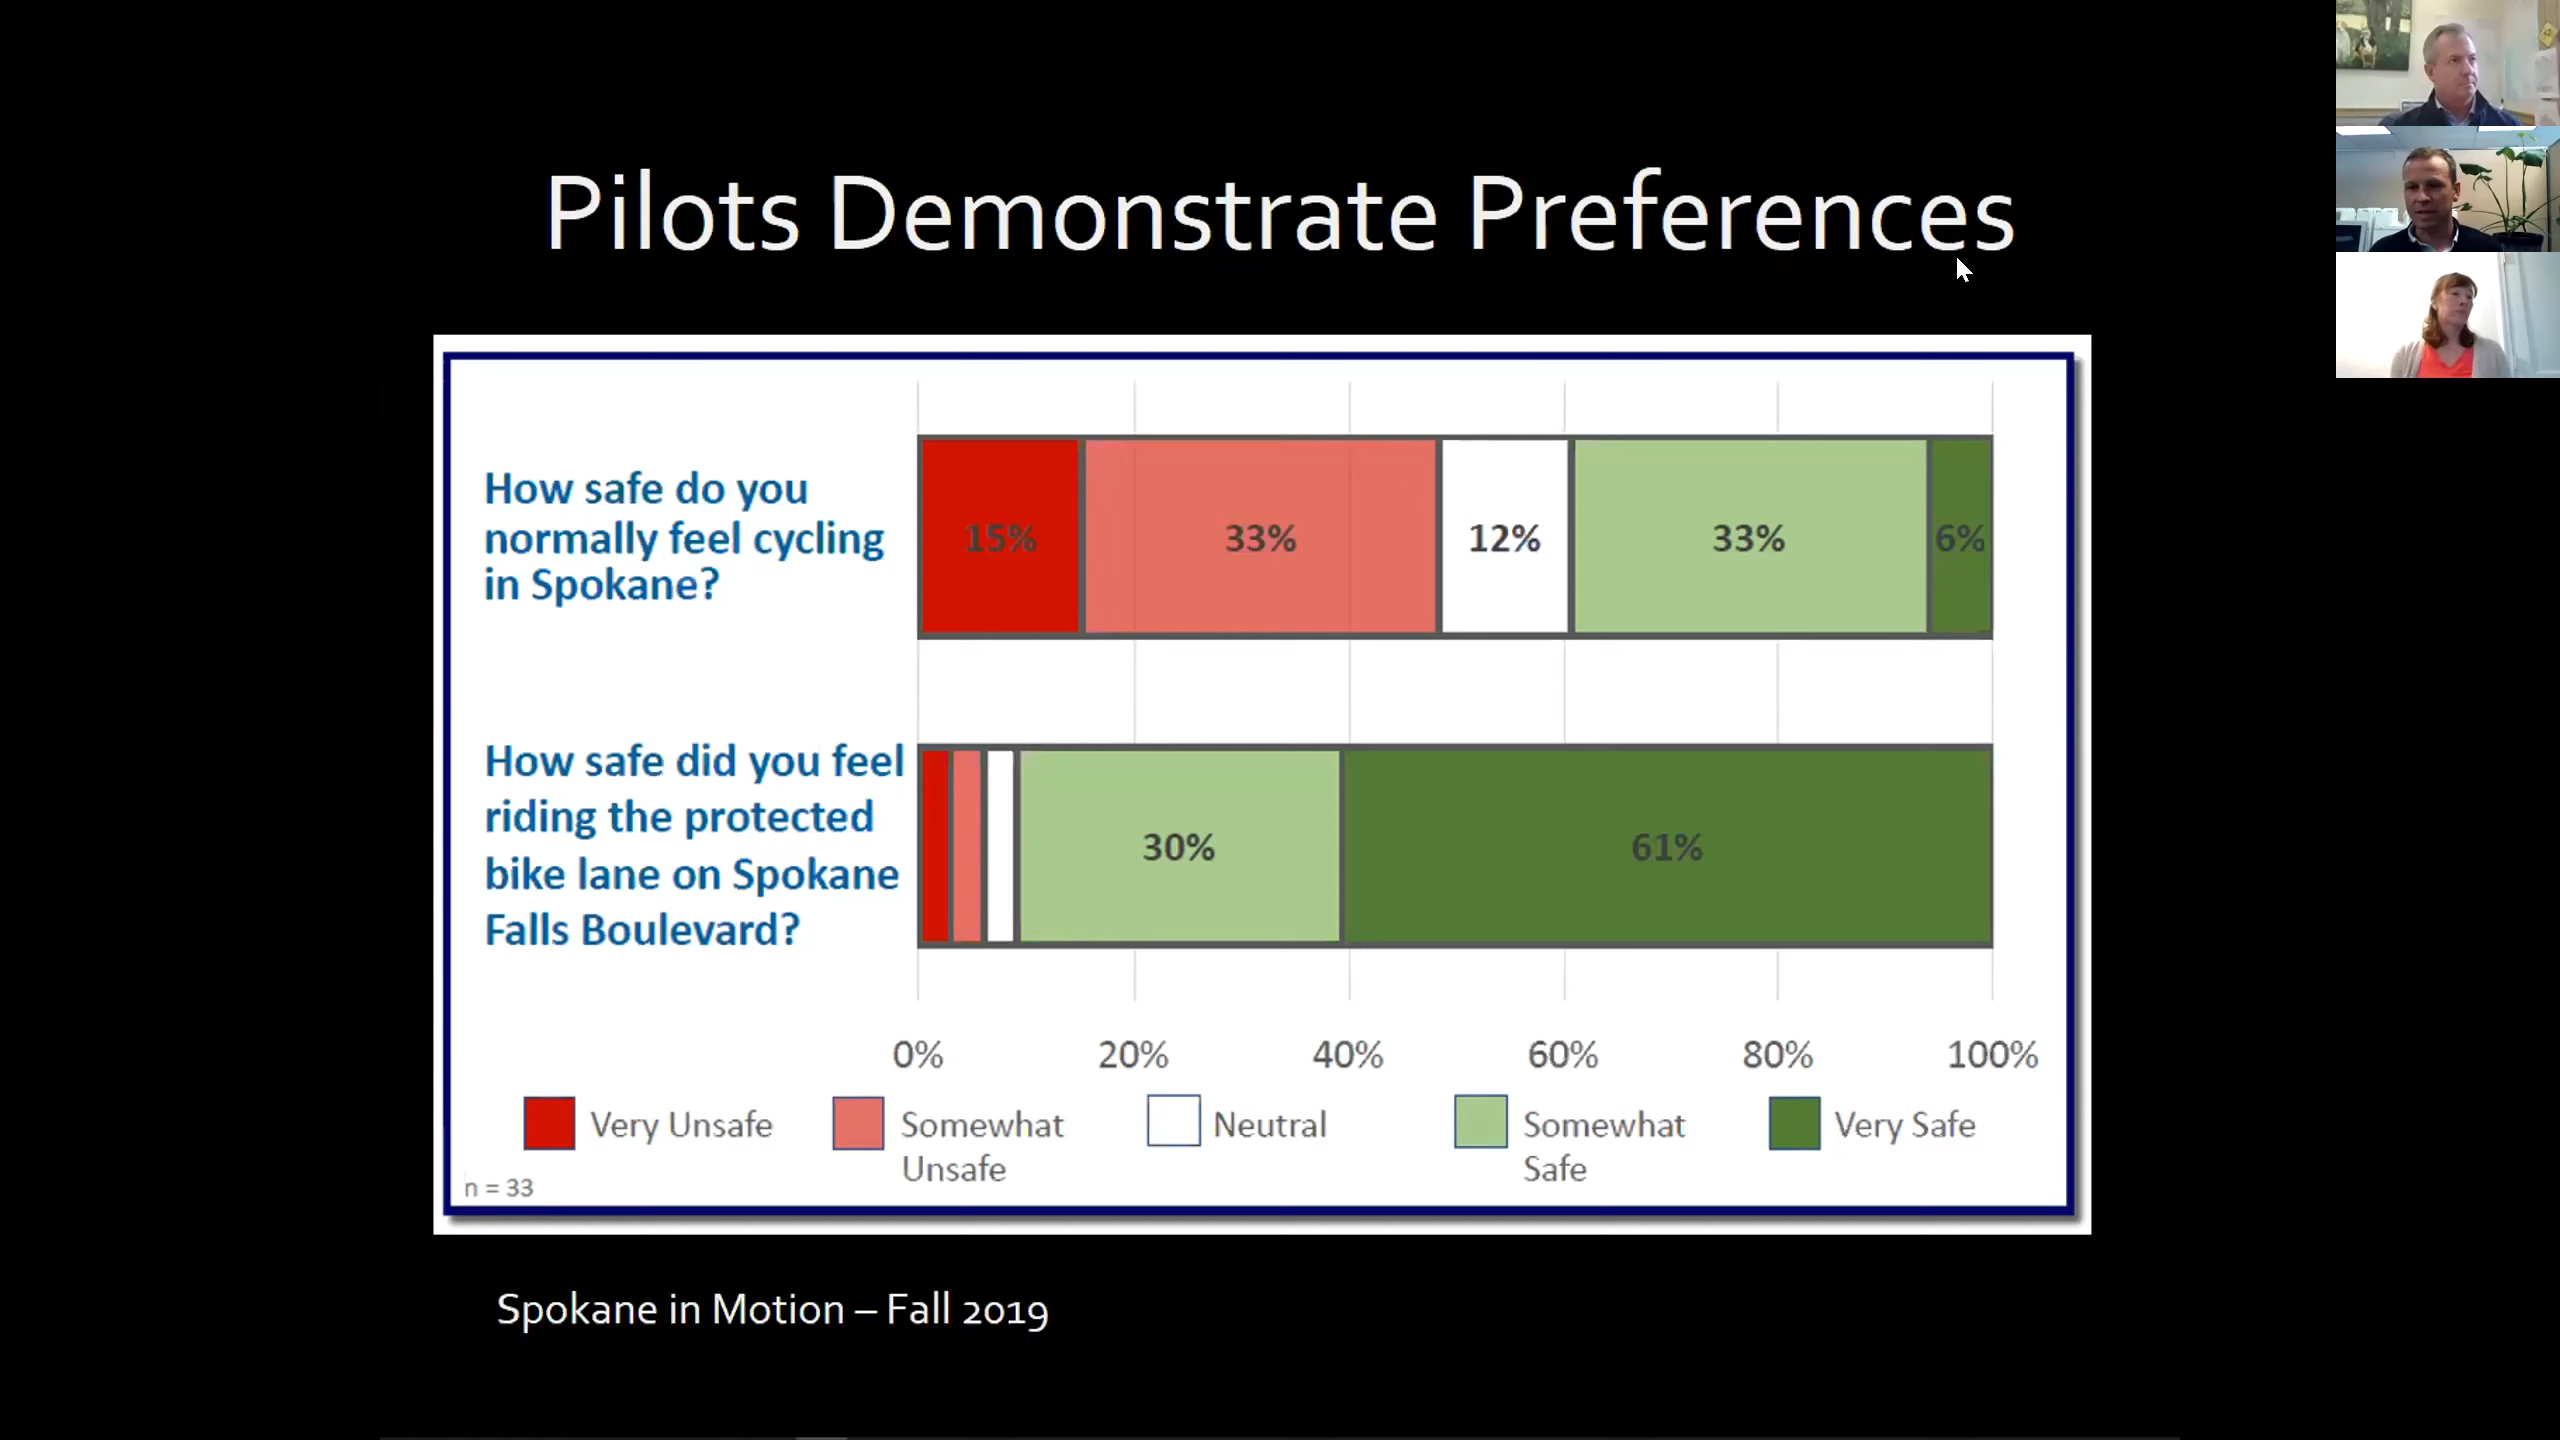 Pilots Demonstrate Preferences
How safe do you
normally feel cycling
in Spokane?
15%
33%
12%
33%
6%
How safe did you feel
riding the protected
bike lane on Spokane
Falls Boulevard?
30%
61%
0%
20%
40%
60%
80%
100%
Very Unsafe
Somewhat
Unsafe
Neutral
Somewhat
Safe
Very Safe
n = 33
Spokane in Motion – Fall 2019